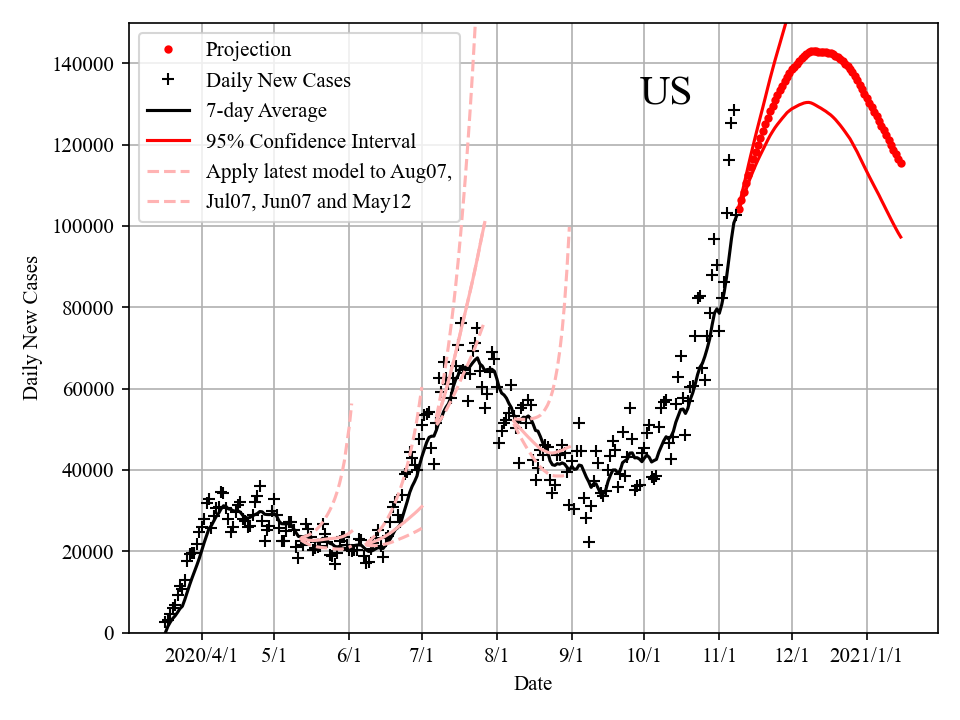 140000
120000
100000
80000
60000
40000
20000
0
Daily New Cases
Projection
Daily New Cases
7-day Average
95% Confidence Interval
Apply latest model to Aug07,
Jul07, Jun07 and May12
US
2020/4/1 5/1 6/1 7/1 8/1 9/1 10/1 11/1 12/1 2021/1/1
Date